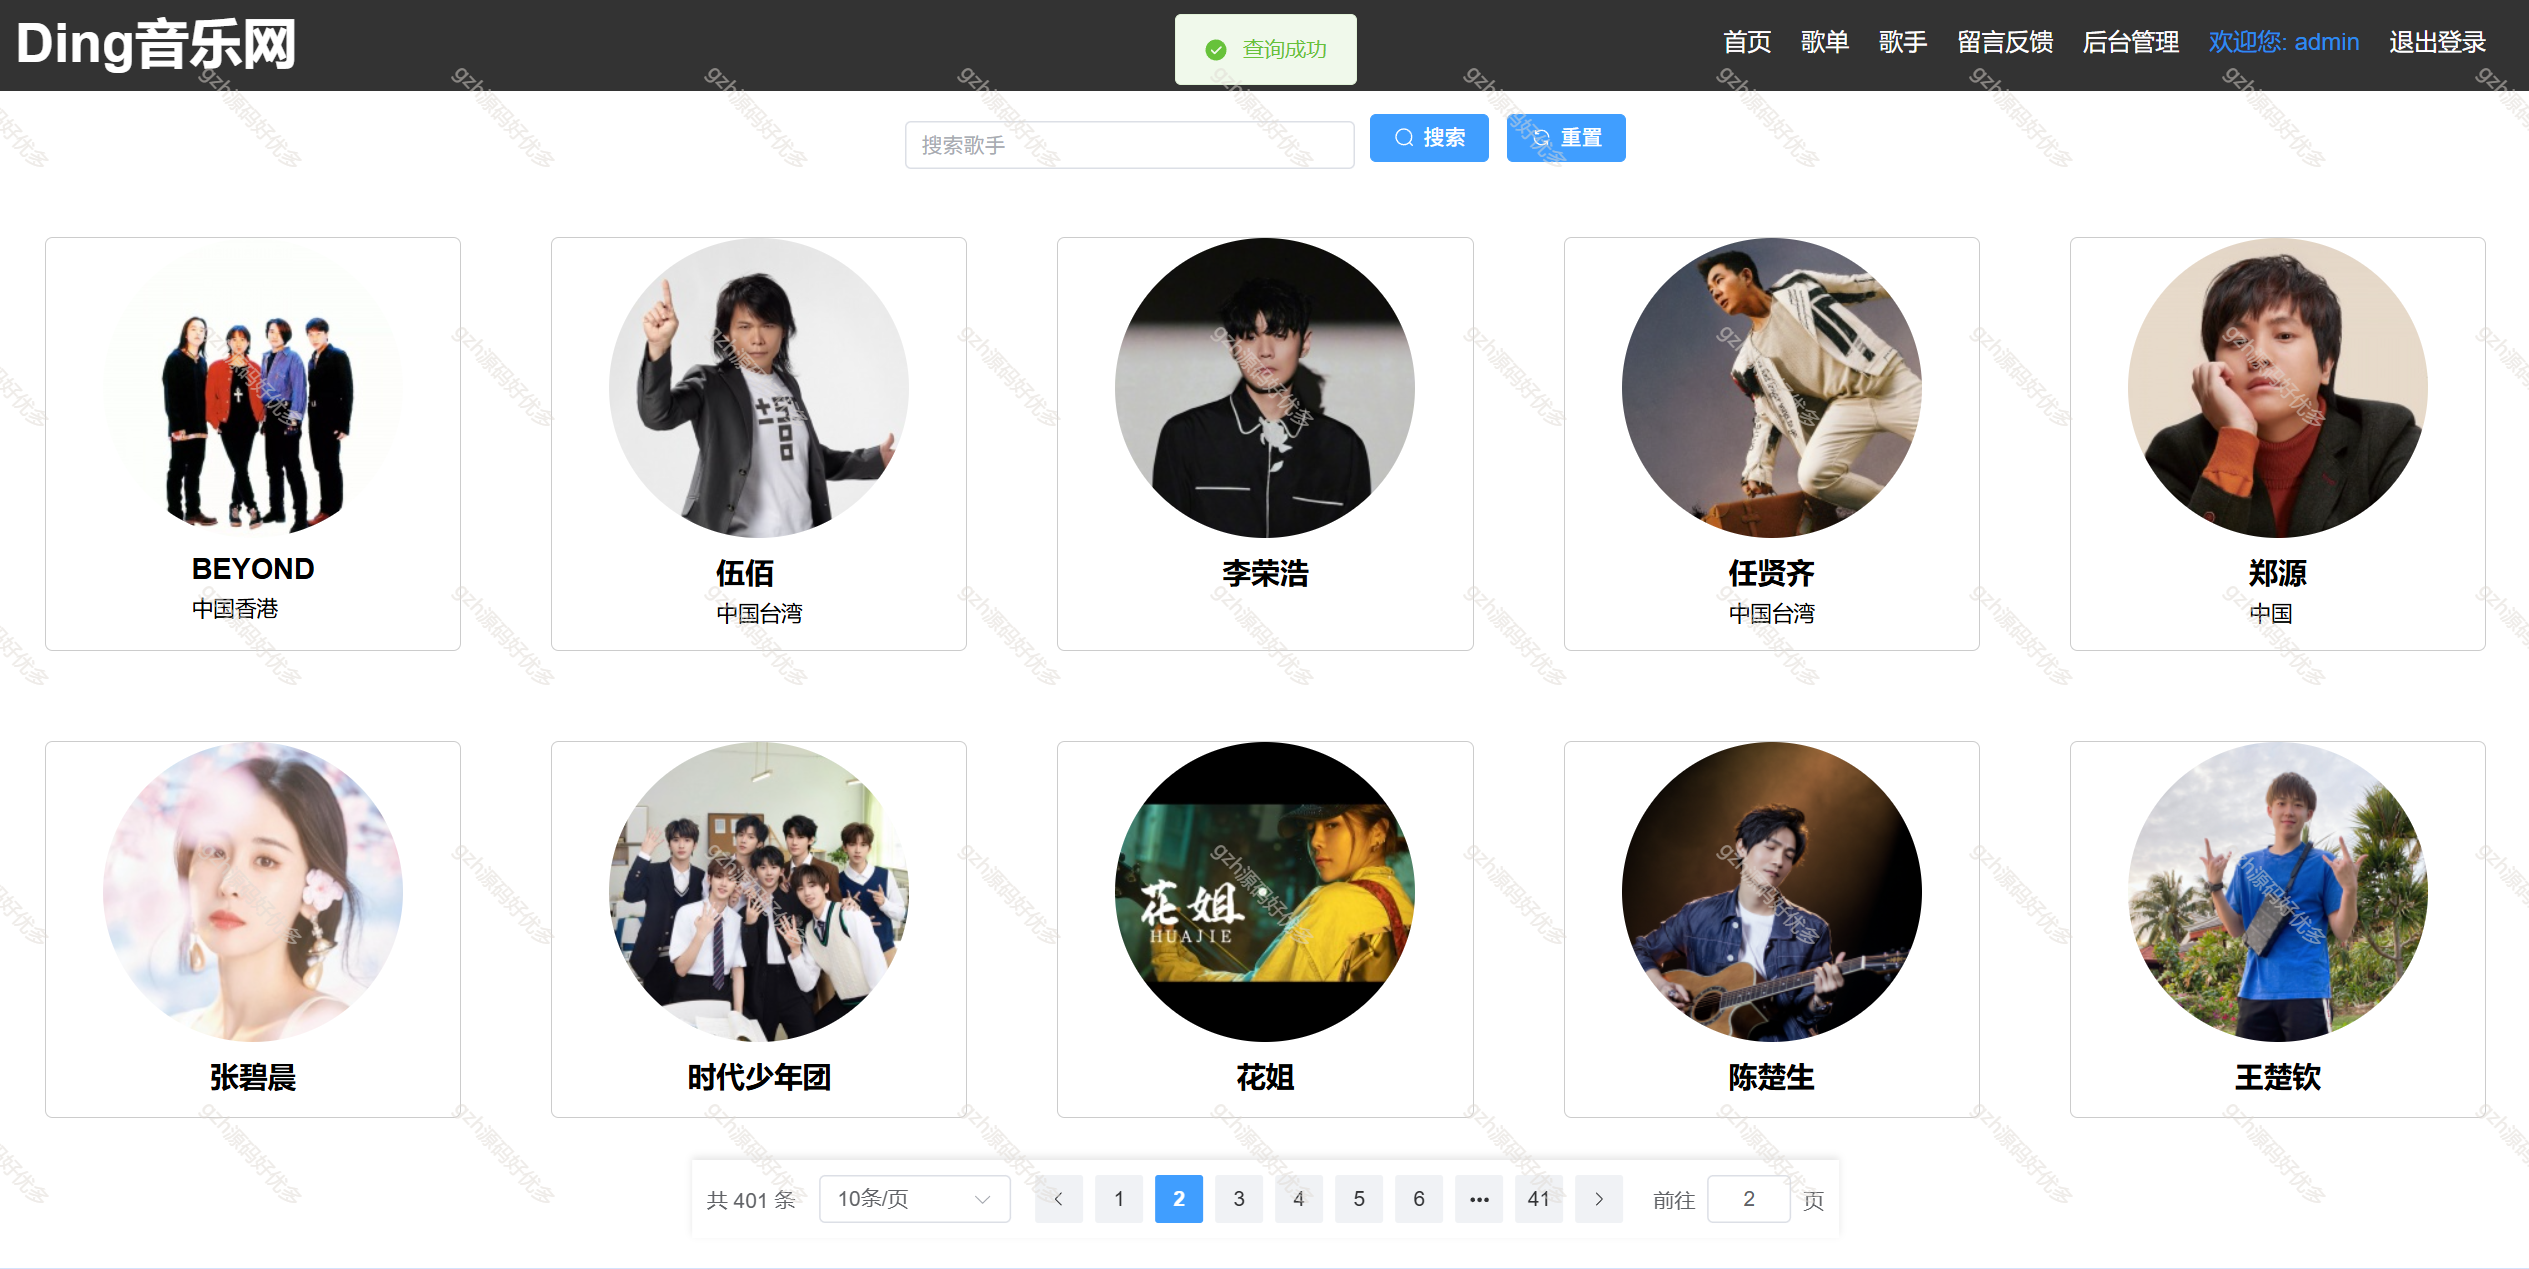 Ding音乐网
查询成功
首页 歌单 歌手 留言反馈 后台管理 欢迎您: admin 退出登录
搜索歌手 搜索 重置
BEYOND
中国香港
伍佰
中国台湾
李荣浩
任贤齐
中国台湾
郑源
中国
花姐
HUAJIE
张碧晨
时代少年团
花姐
陈楚生
王楚钦
共 401 条 10条/页 1 2 3 4 5 6 ••• 41 前往 2 页
gzh源码好优多